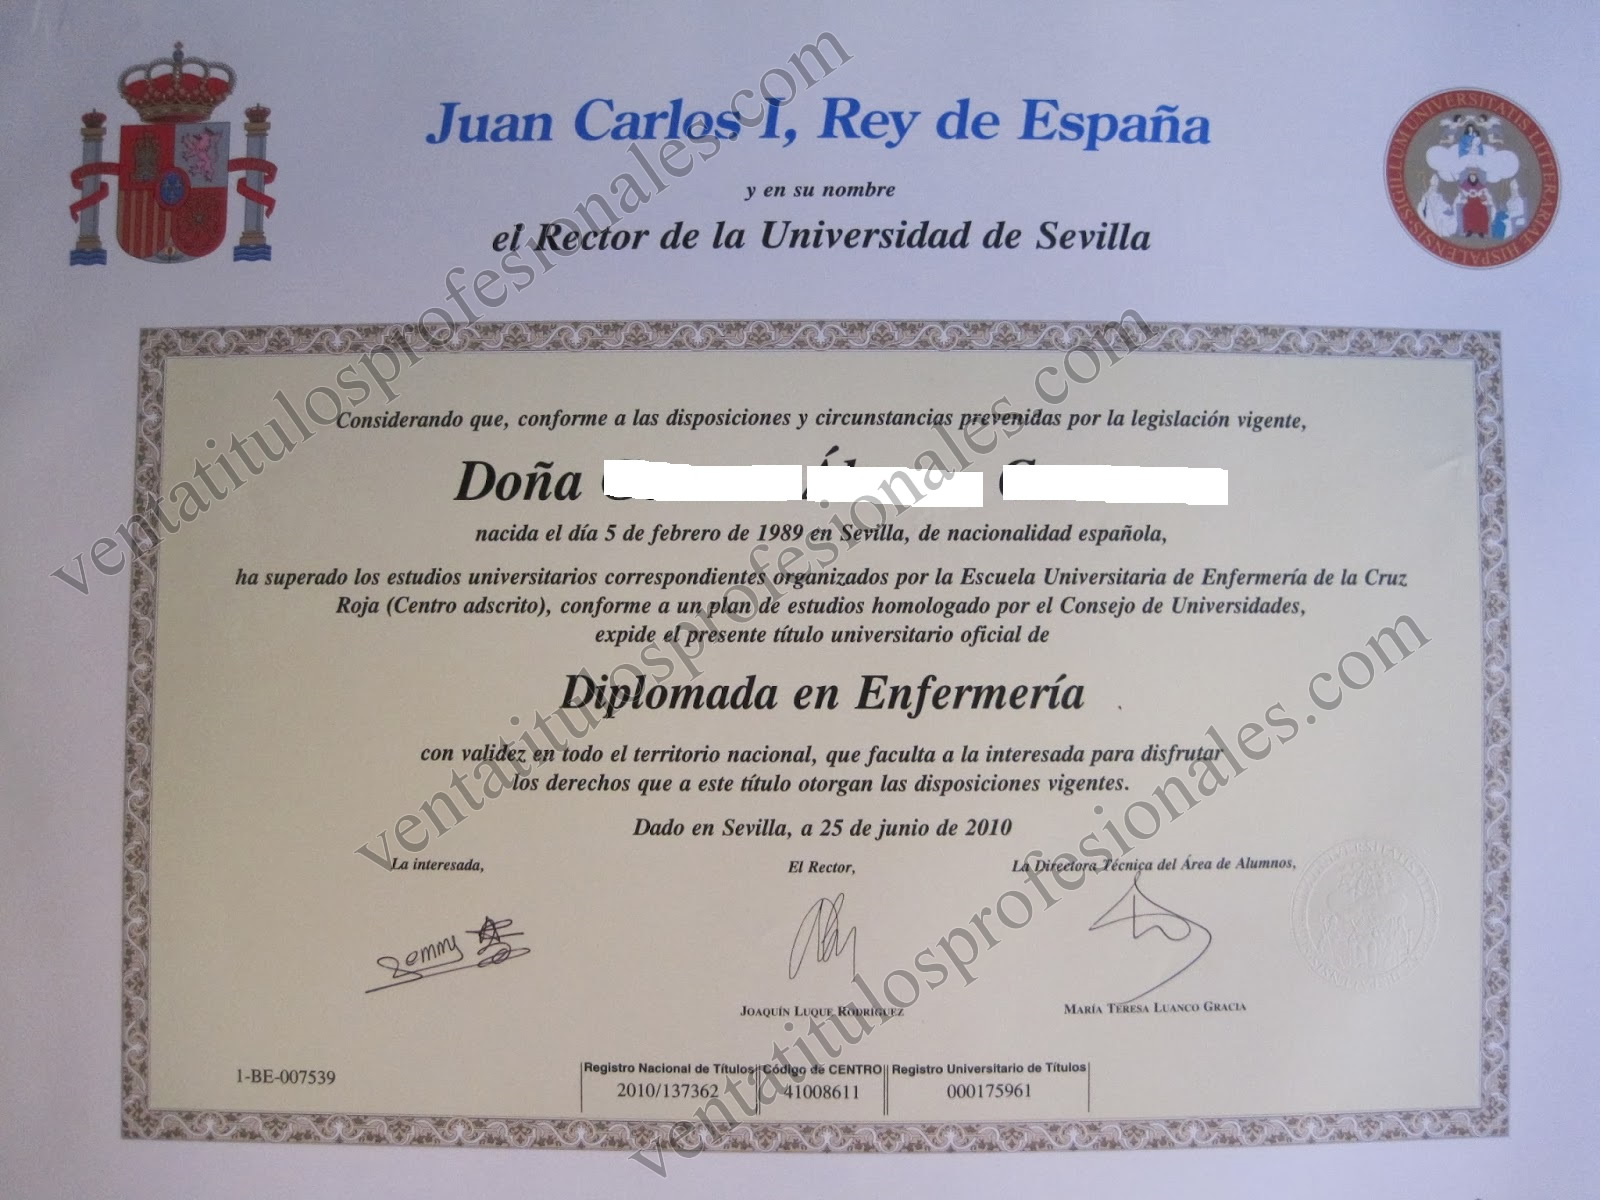 Juan Carlos I, Rey de España
y en su nombre
el Rector de la Universidad de Sevilla
SIGILLUM UNIVERSITATIS LITTERARIAE HISPALENSIS
Considerando que, conforme a las disposiciones y circunstancias prevenidas por la legislación vigente,
Doña
nacida el día 5 de febrero de 1989 en Sevilla, de nacionalidad española,
ha superado los estudios universitarios correspondientes organizados por la Escuela Universitaria de Enfermería de la Cruz
Roja (Centro adscrito), conforme a un plan de estudios homologado por el Consejo de Universidades,
expide el presente título universitario oficial de
Diplomada en Enfermería
con validez en todo el territorio nacional, que faculta a la interesada para disfrutar
los derechos que a este título otorgan las disposiciones vigentes.
Dado en Sevilla, a 25 de junio de 2010
La interesada,
El Rector,
La Directora Técnica del Área de Alumnos,
JOAQUÍN LUQUE RODRÍGUEZ
MARÍA TERESA LUANCO GRACIA
1-BE-007539
Registro Nacional de Títulos
2010/137362
Código de CENTRO
41008611
Registro Universitario de Títulos
000175961
ventatitulosprofesionales.com
ventatitulosprofesionales.com
ventatitulosprofesionales.com